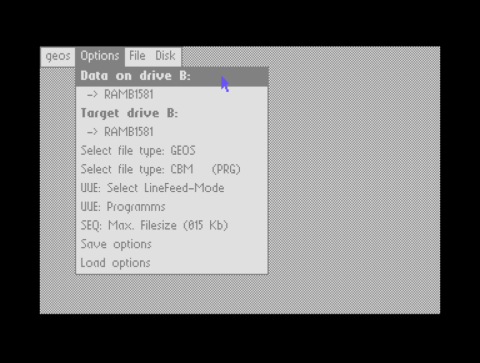 geos Options File Disk
Data on drive B:
-> RAMB1581
Target drive B:
-> RAMB1581
Select file type: GEOS
Select file type: CBM (PRG)
UUE: Select LineFeed-Mode
UUE: Programms
SEQ: Max. Filesize (015 Kb)
Save options
Load options